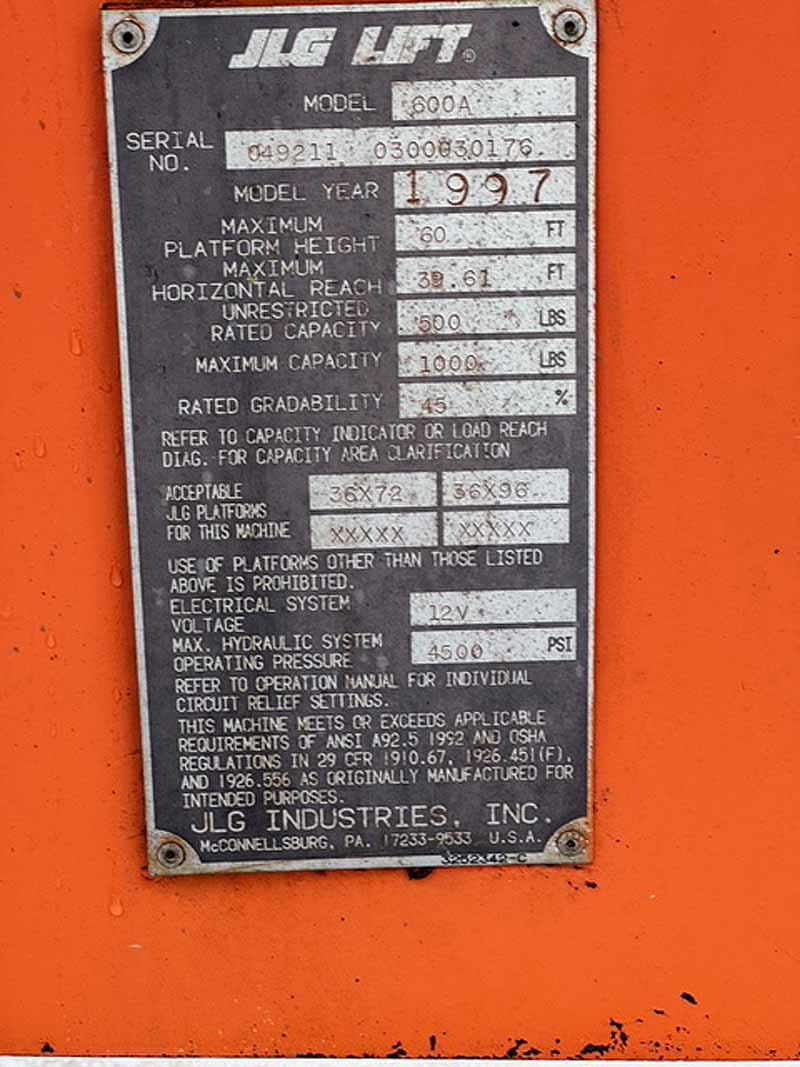 JLG LIFT®
MODEL 600A
SERIAL NO. 049211 0300030176
MODEL YEAR 1997
MAXIMUM
PLATFORM HEIGHT 60 FT
MAXIMUM
HORIZONTAL REACH FT
UNRESTRICTED
RATED CAPACITY 500 LBS
MAXIMUM CAPACITY 1000 LBS
RATED GRADABILITY 45 %
REFER TO CAPACITY INDICATOR OR LOAD REACH
DIAG. FOR CAPACITY AREA CLARIFICATION
ACCEPTABLE 36X72 36X96
JLG PLATFORMS
FOR THIS MACHINE XXXXX XXXXX
USE OF PLATFORMS OTHER THAN THOSE LISTED
ABOVE IS PROHIBITED.
ELECTRICAL SYSTEM
VOLTAGE 12V
MAX. HYDRAULIC SYSTEM
OPERATING PRESSURE 4500 PSI
REFER TO OPERATION MANUAL FOR INDIVIDUAL
CIRCUIT RELIEF SETTINGS.
THIS MACHINE MEETS OR EXCEEDS APPLICABLE
REQUIREMENTS OF ANSI A92.5 1992 AND OSHA
REGULATIONS IN 29 CFR 1910.67, 1926.451(F),
AND 1926.556 AS ORIGINALLY MANUFACTURED FOR
INTENDED PURPOSES.
JLG INDUSTRIES, INC.
McCONNELLSBURG, PA. 17233-9533 U.S.A.
3252342-C